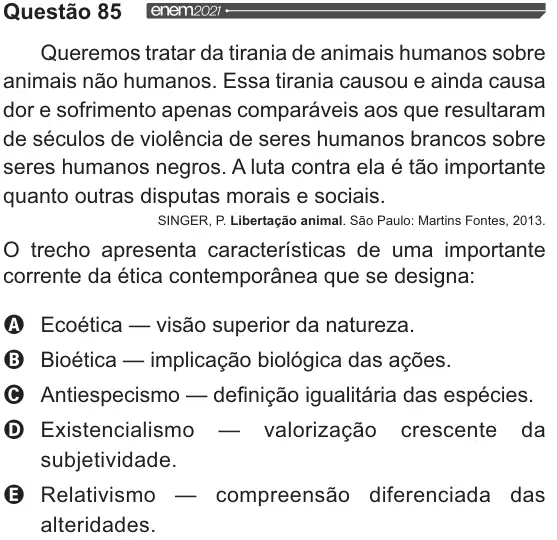 Questão 85 enem2021
Queremos tratar da tirania de animais humanos sobre
animais não humanos. Essa tirania causou e ainda causa
dor e sofrimento apenas comparáveis aos que resultaram
de séculos de violência de seres humanos brancos sobre
seres humanos negros. A luta contra ela é tão importante
quanto outras disputas morais e sociais.
SINGER, P. Libertação animal. São Paulo: Martins Fontes, 2013.
O trecho apresenta características de uma importante
corrente da ética contemporânea que se designa:
A Ecoética — visão superior da natureza.
B Bioética — implicação biológica das ações.
C Antiespecismo — definição igualitária das espécies.
D Existencialismo — valorização crescente da
subjetividade.
E Relativismo — compreensão diferenciada das
alteridades.